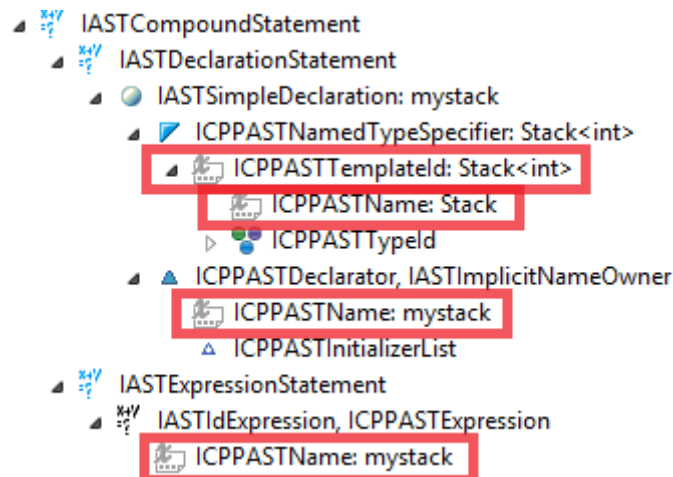 IASTCompoundStatement
IASTDeclarationStatement
IASTSimpleDeclaration: mystack
ICPPASTNamedTypeSpecifier: Stack<int>
ICPPASTTemplateId: Stack<int>
ICPPASTName: Stack
ICPPASTTypeId
ICPPASTDeclarator, IASTImplicitNameOwner
ICPPASTName: mystack
ICPPASTInitializerList
IASTExpressionStatement
IASTIdExpression, ICPPASTExpression
ICPPASTName: mystack